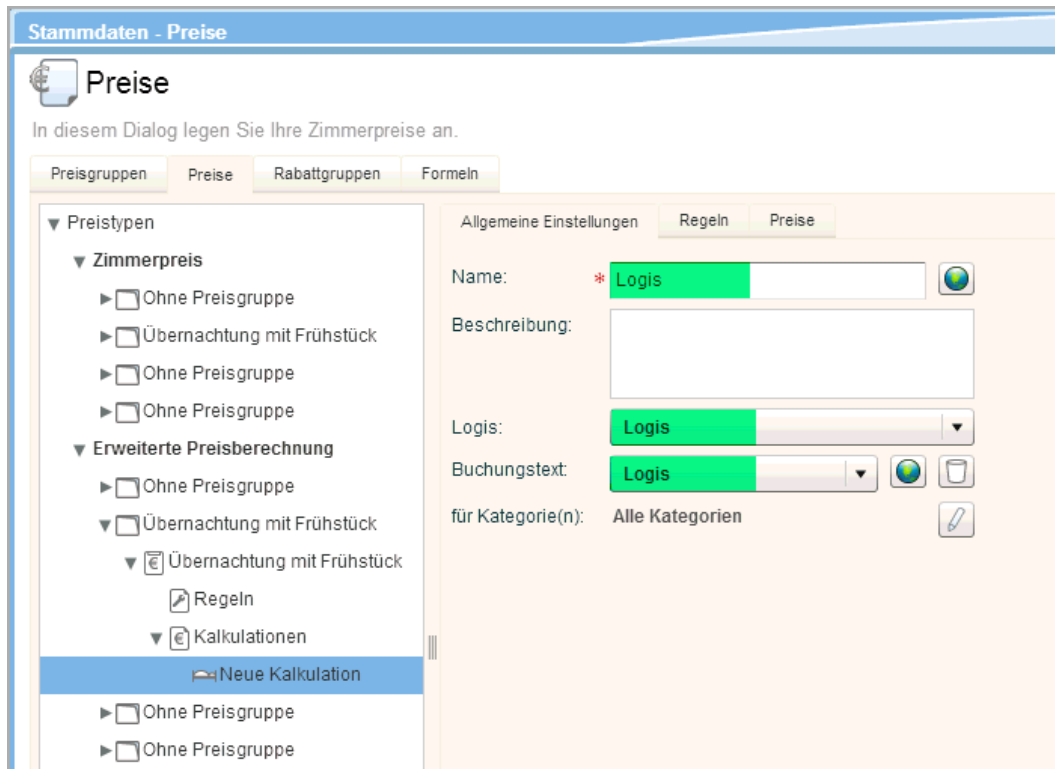 Stammdaten - Preise
Preise
In diesem Dialog legen Sie Ihre Zimmerpreise an.
Preisgruppen Preise Rabattgruppen Formeln
Preistypen
Zimmerpreis
Ohne Preisgruppe
Übernachtung mit Frühstück
Ohne Preisgruppe
Ohne Preisgruppe
Erweiterte Preisberechnung
Ohne Preisgruppe
Übernachtung mit Frühstück
Übernachtung mit Frühstück
Regeln
Kalkulationen
Neue Kalkulation
Ohne Preisgruppe
Ohne Preisgruppe
Allgemeine Einstellungen Regeln Preise
Name: * Logis
Beschreibung:
Logis: Logis
Buchungstext: Logis
für Kategorie(n): Alle Kategorien